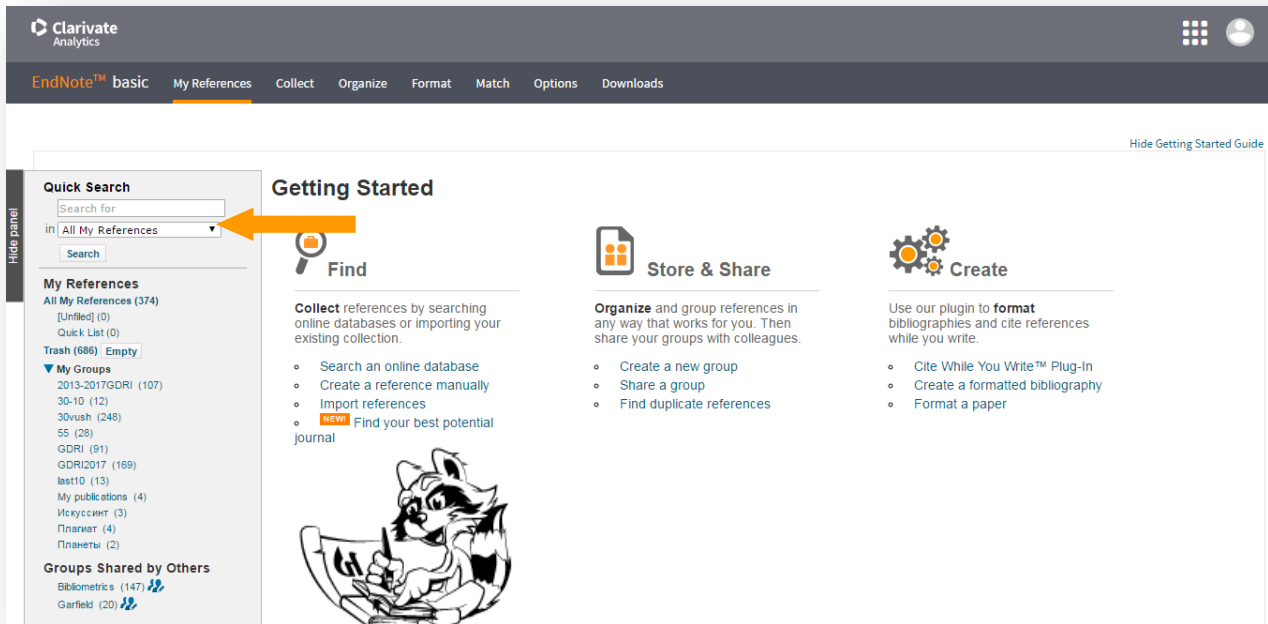 Clarivate
Analytics
EndNote™ basic My References Collect Organize Format Match Options Downloads
Hide Getting Started Guide
Hide panel
Quick Search
Search for
in All My References
Search
My References
All My References (374)
[Unfiled] (0)
Quick List (0)
Trash (686) Empty
My Groups
2013-2017GDRI (107)
30-10 (12)
30vush (248)
55 (28)
GDRI (91)
GDRI2017 (169)
last10 (13)
My publications (4)
Искуссинт (3)
Плагиат (4)
Планеты (2)
Groups Shared by Others
Bibliometrics (147)
Garfield (20)
Getting Started
Find
Collect references by searching
online databases or importing your
existing collection.
Search an online database
Create a reference manually
Import references
NEW! Find your best potential
journal
Store & Share
Organize and group references in
any way that works for you. Then
share your groups with colleagues.
Create a new group
Share a group
Find duplicate references
Create
Use our plugin to format
bibliographies and cite references
while you write.
Cite While You Write™ Plug-In
Create a formatted bibliography
Format a paper